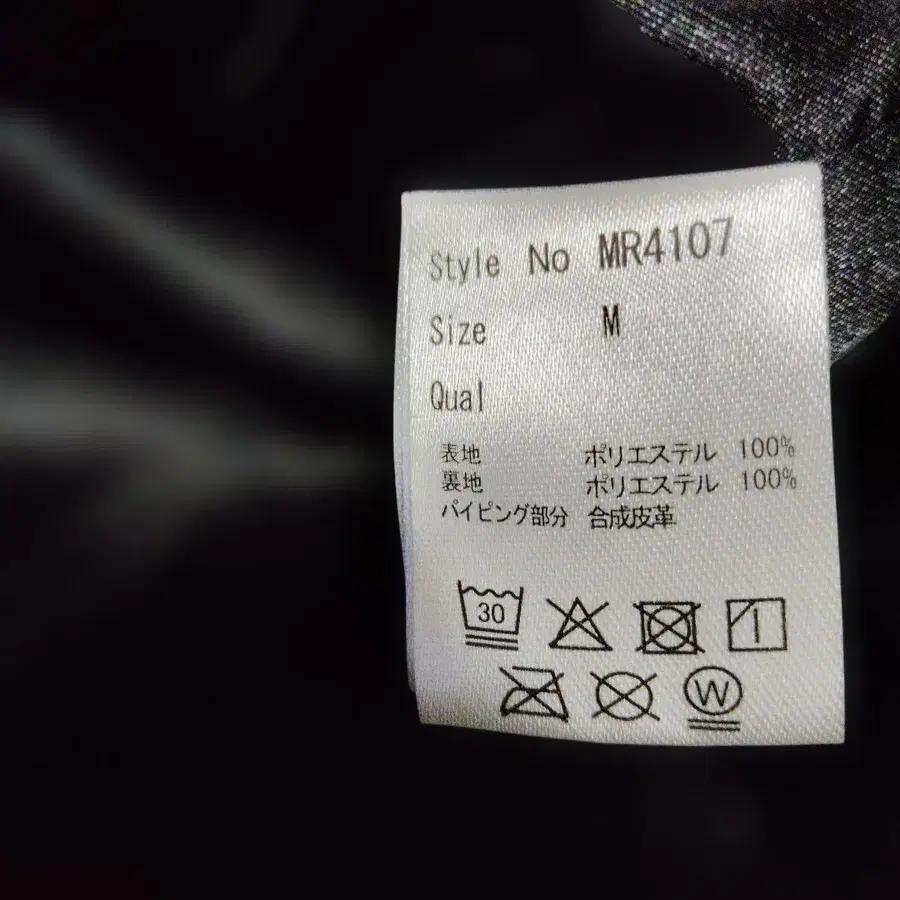 Style No MR4107
Size M
Qual
表地 ポリエステル 100%
裏地 ポリエステル 100%
パイピング部分 合成皮革
30
W